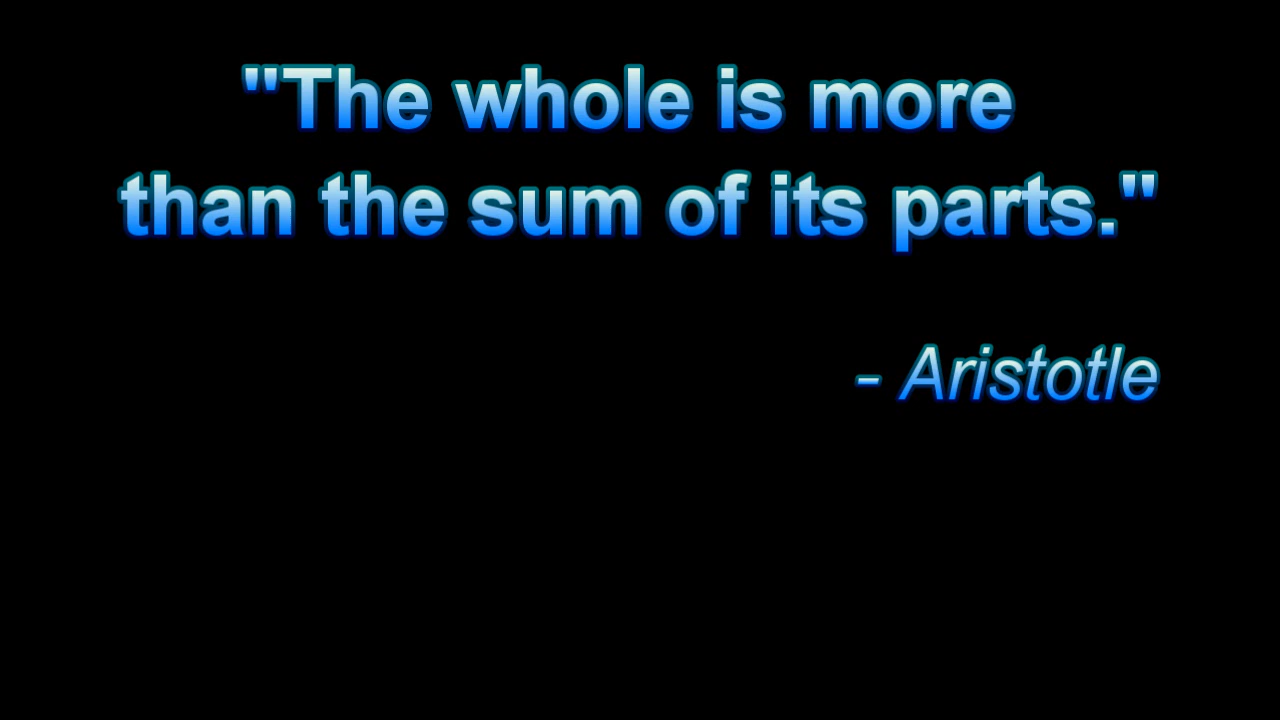 "The whole is more
than the sum of its parts."
- Aristotle